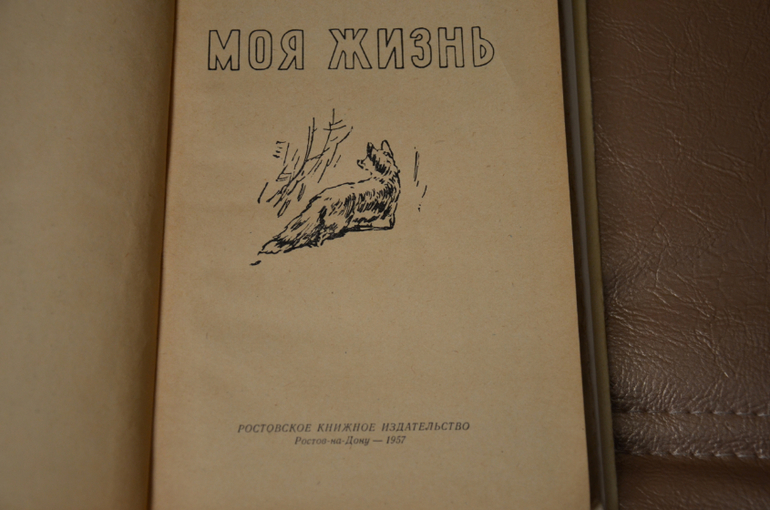 МОЯ ЖИЗНЬ
РОСТОВСКОЕ КНИЖНОЕ ИЗДАТЕЛЬСТВО
Ростов-на-Дону — 1957